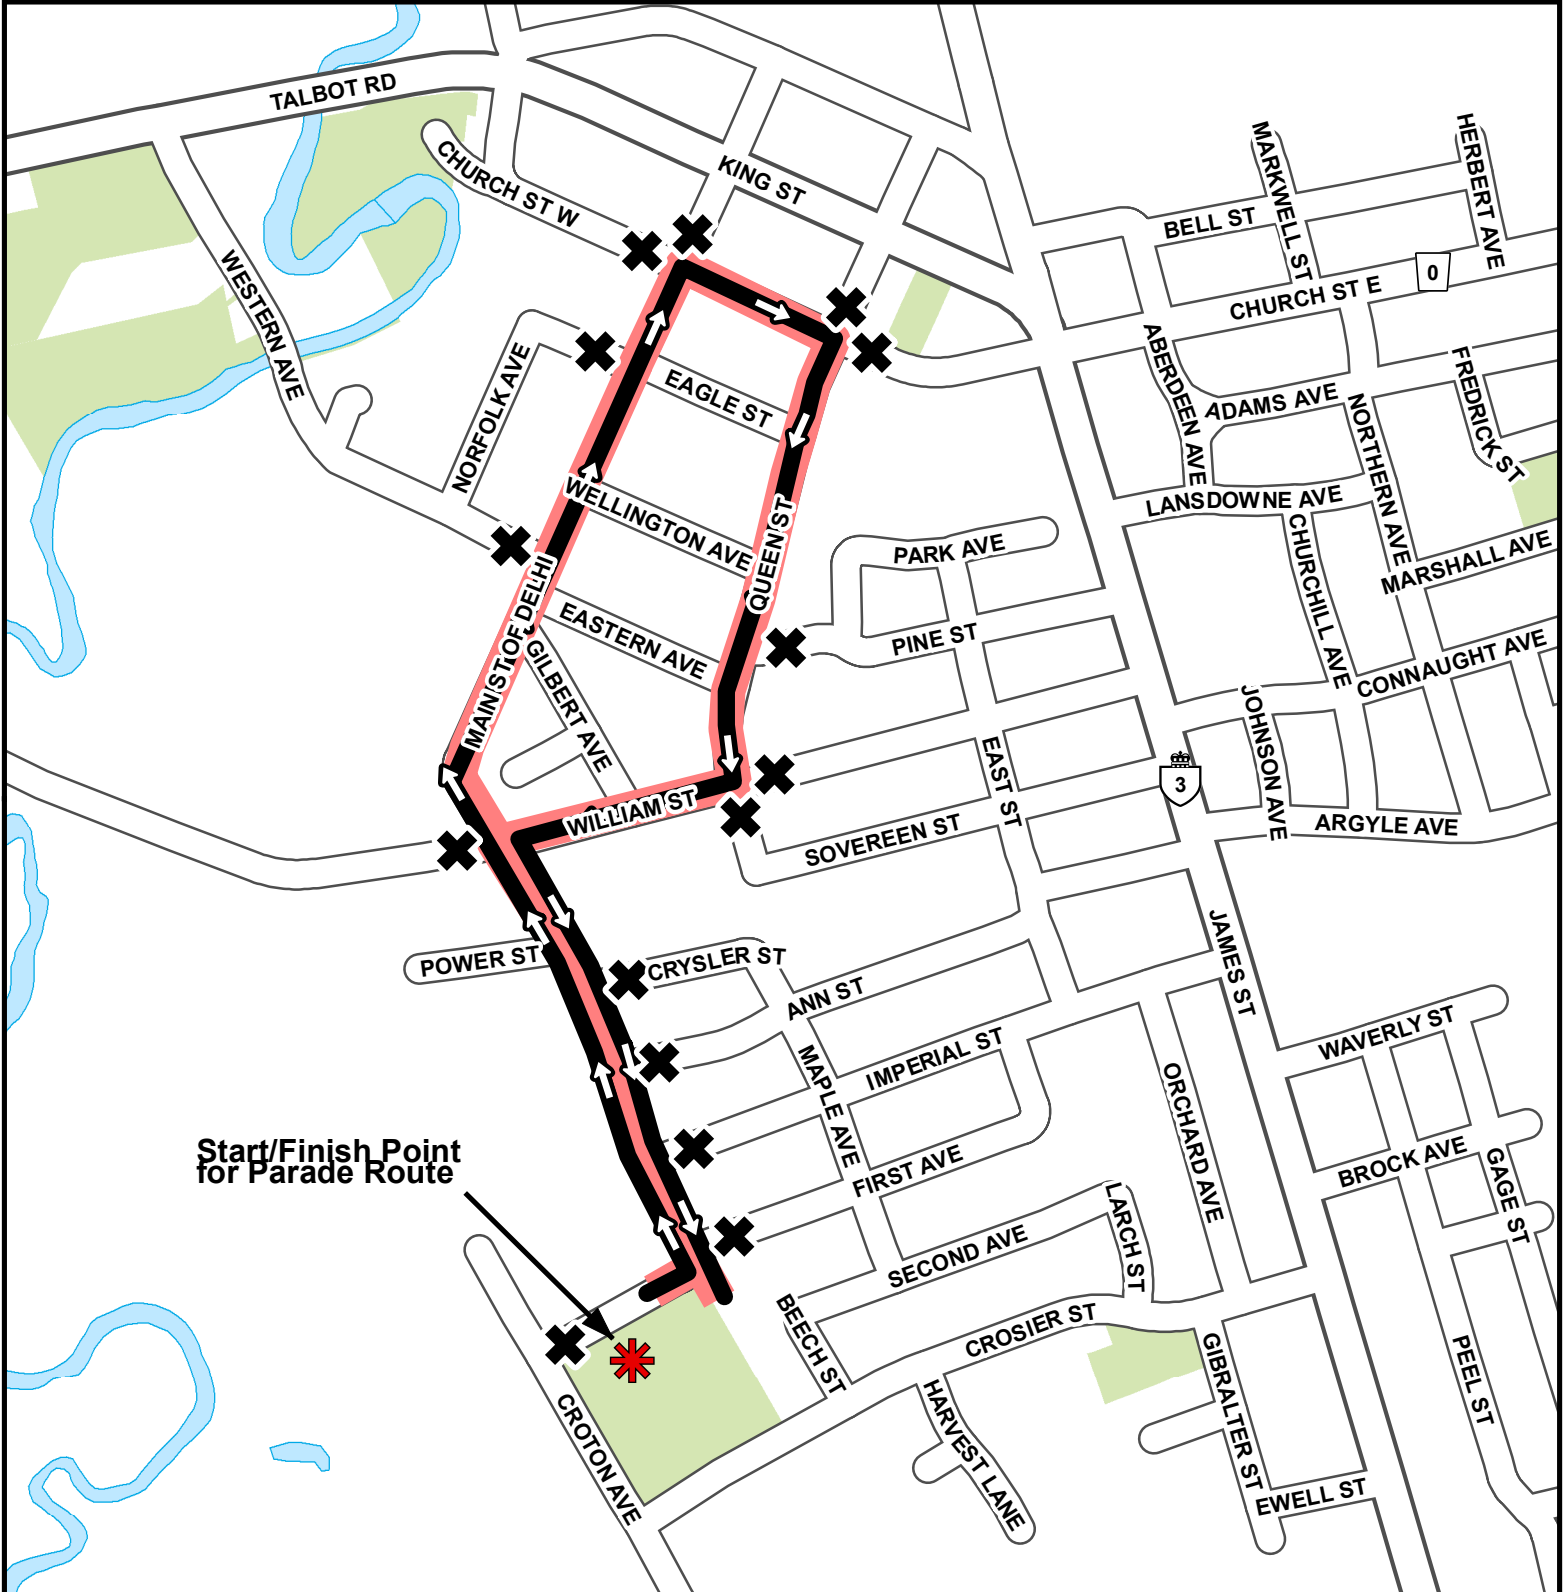 TALBOT RD
CHURCH ST W
KING ST
MARKWELL ST
HERBERT AVE
BELL ST
CHURCH ST E
0
WESTERN AVE
NORFOLK AVE
EAGLE ST
ABERDEEN AVE
ADAMS AVE
FREDRICK ST
NORTHERN AVE
WELLINGTON AVE
QUEEN ST
LANSDOWNE AVE
CHURCHILL AVE
PARK AVE
MARSHALL AVE
MAIN ST OF DELHI
EASTERN AVE
GILBERT AVE
PINE ST
CONNAUGHT AVE
JOHNSON AVE
EAST ST
3
WILLIAM ST
SOVEREEN ST
ARGYLE AVE
POWER ST
CRYSLER ST
ANN ST
JAMES ST
IMPERIAL ST
MAPLE AVE
WAVERLY ST
ORCHARD AVE
Start/Finish Point
for Parade Route
FIRST AVE
BROCK AVE
GAGE ST
SECOND AVE
LARCH ST
BEECH ST
CROSIER ST
GIBRALTER ST
PEEL ST
CROTON AVE
HARVEST LANE
EWELL ST